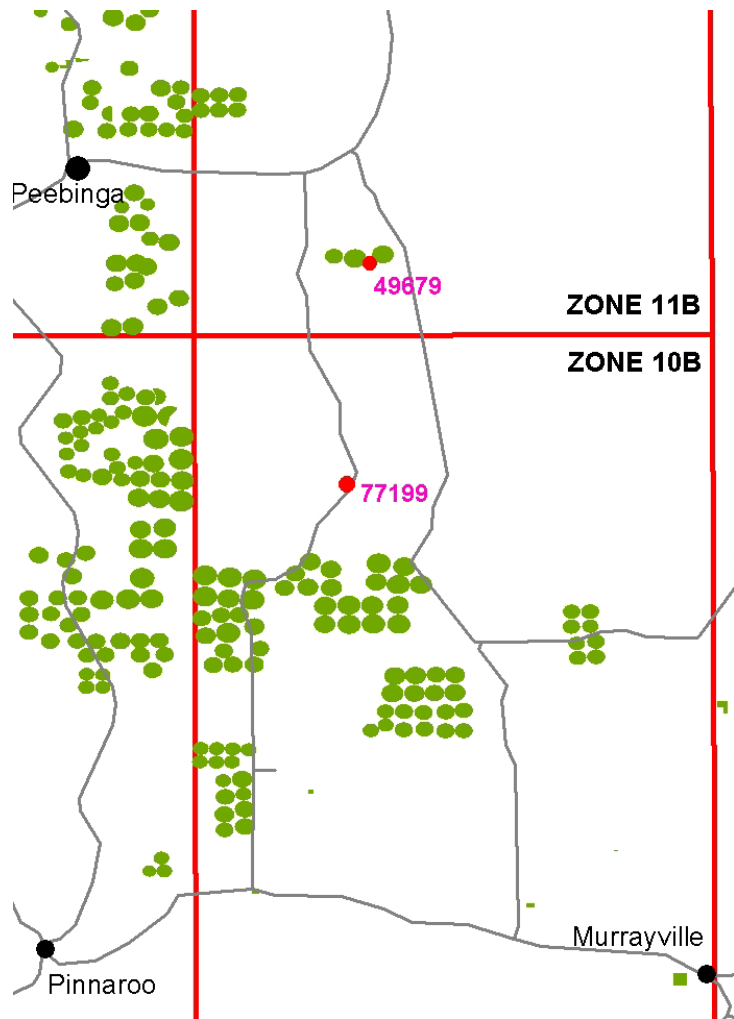 Peebinga
49679
ZONE 11B
ZONE 10B
77199
Murrayville
Pinnaroo